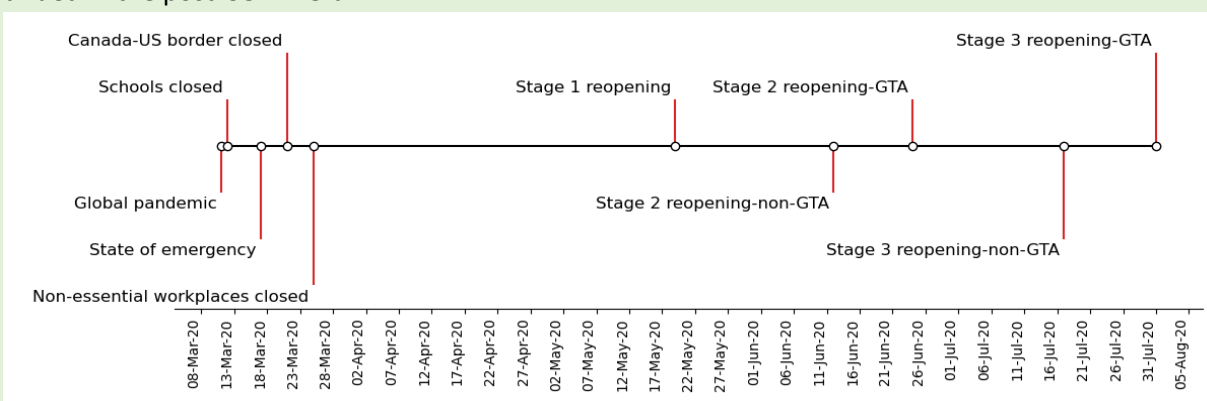 Canada-US border closed
Stage 3 reopening-GTA
Schools closed
Stage 1 reopening
Stage 2 reopening-GTA
Global pandemic
Stage 2 reopening-non-GTA
State of emergency
Stage 3 reopening-non-GTA
Non-essential workplaces closed
08-Mar-20
13-Mar-20
18-Mar-20
23-Mar-20
28-Mar-20
02-Apr-20
07-Apr-20
12-Apr-20
17-Apr-20
22-Apr-20
27-Apr-20
02-May-20
07-May-20
12-May-20
17-May-20
22-May-20
27-May-20
01-Jun-20
06-Jun-20
11-Jun-20
16-Jun-20
21-Jun-20
26-Jun-20
01-Jul-20
06-Jul-20
11-Jul-20
16-Jul-20
21-Jul-20
26-Jul-20
31-Jul-20
05-Aug-20